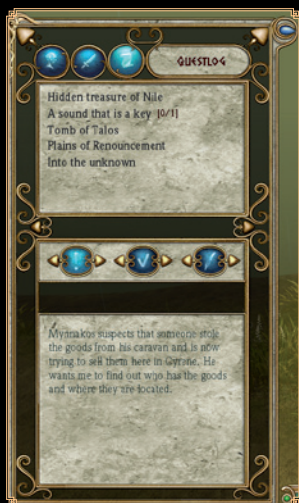 QUESTLOG
Hidden treasure of Nile
A sound that is a key [0/1]
Tomb of Talos
Plains of Renouncement
Into the unknown
Mynnakos suspects that someone stole
the goods from his caravan and is now
trying to sell them here in Cyrene. He
wants me to find out who has the goods
and where they are located.